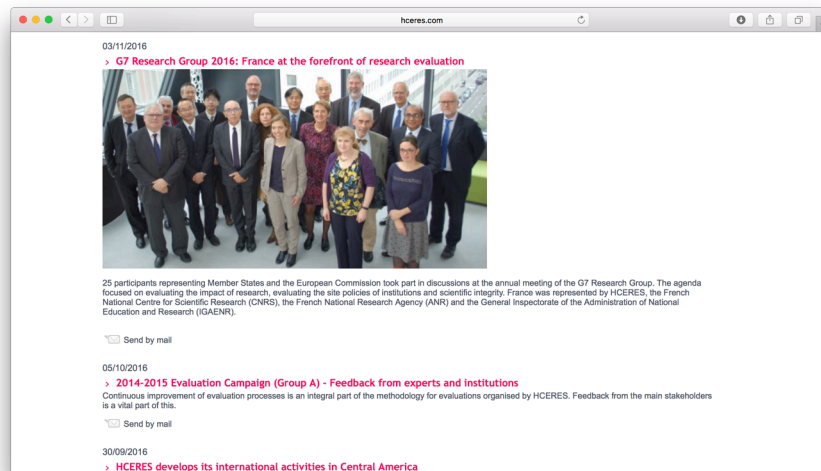 hceres.com
03/11/2016
› G7 Research Group 2016: France at the forefront of research evaluation
25 participants representing Member States and the European Commission took part in discussions at the annual meeting of the G7 Research Group. The agenda
focused on evaluating the impact of research, evaluating the site policies of institutions and scientific integrity. France was represented by HCERES, the French
National Centre for Scientific Research (CNRS), the French National Research Agency (ANR) and the General Inspectorate of the Administration of National
Education and Research (IGAENR).
Send by mail
05/10/2016
› 2014-2015 Evaluation Campaign (Group A) - Feedback from experts and institutions
Continuous improvement of evaluation processes is an integral part of the methodology for evaluations organised by HCERES. Feedback from the main stakeholders
is a vital part of this.
Send by mail
30/09/2016
› HCERES develops its international activities in Central America